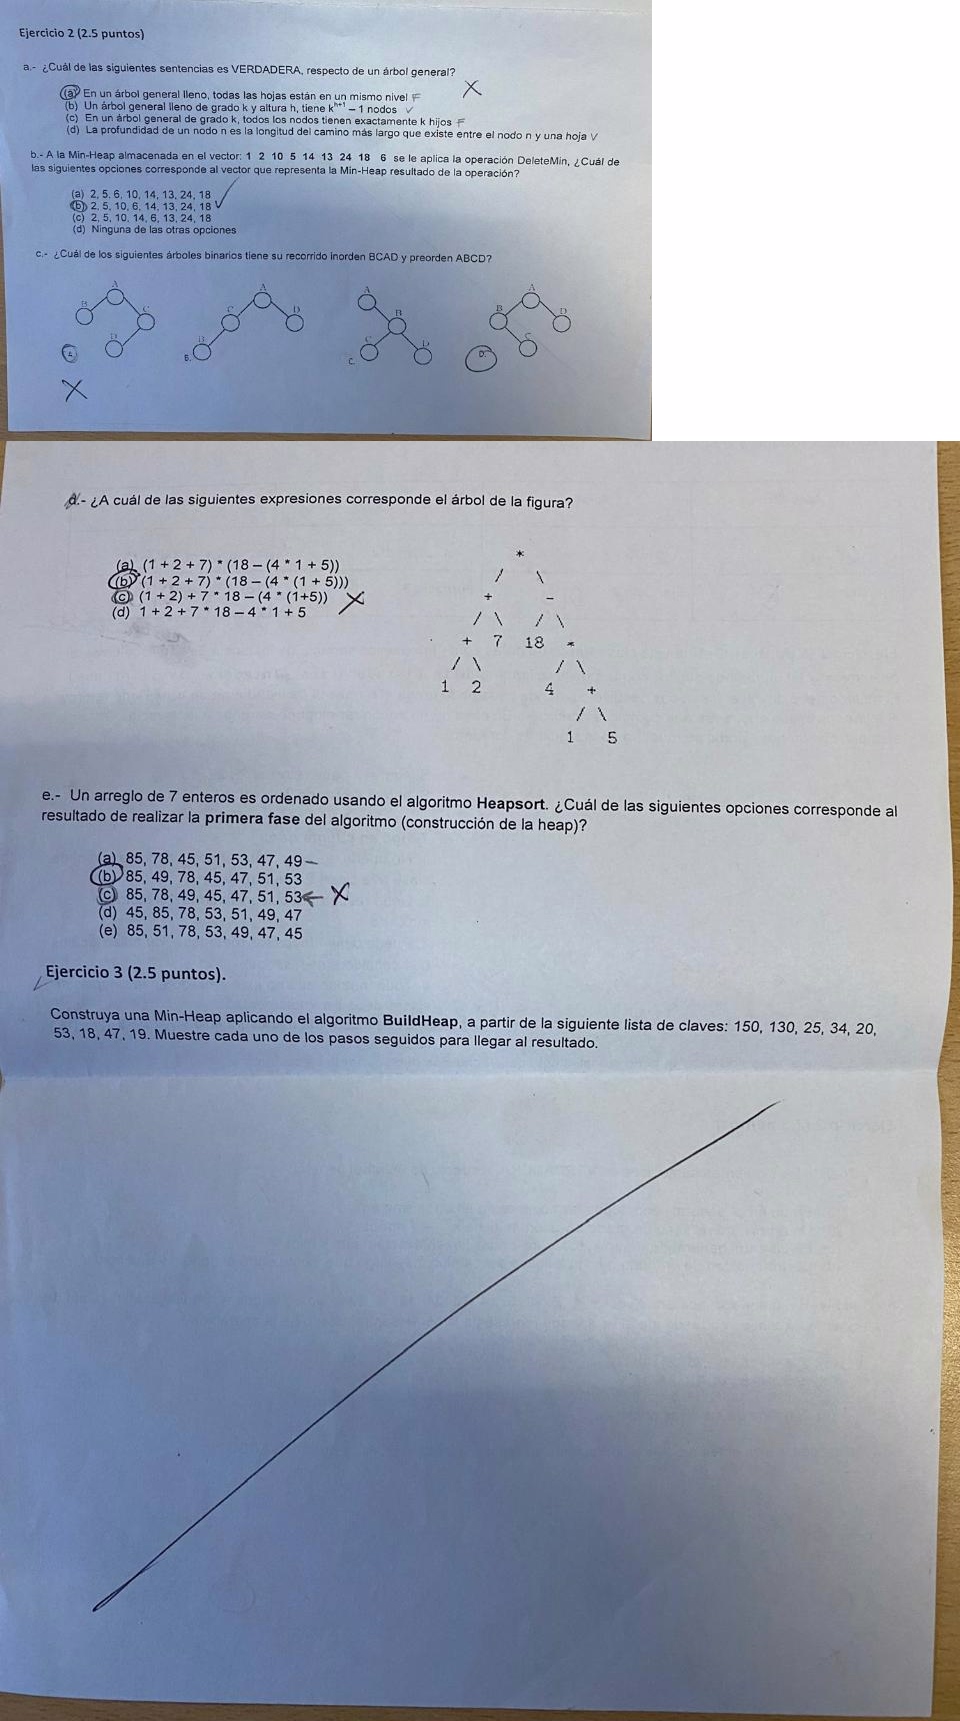 Ejercicio 2 (2.5 puntos)
a.- ¿Cuál de las siguientes sentencias es VERDADERA, respecto de un árbol general?
(a) En un árbol general lleno, todas las hojas están en un mismo nivel F
(b) Un árbol general lleno de grado k y altura h, tiene k^h+1 – 1 nodos ✓
(c) En un árbol general de grado k, todos los nodos tienen exactamente k hijos F
(d) La profundidad de un nodo n es la longitud del camino más largo que existe entre el nodo n y una hoja V
X
b.- A la Min-Heap almacenada en el vector: 1 2 10 5 14 13 24 18 6 se le aplica la operación DeleteMin, ¿Cuál de
las siguientes opciones corresponde al vector que representa la Min-Heap resultado de la operación?
(a) 2, 5, 6, 10, 14, 13, 24, 18
(b) 2, 5, 10, 6, 14, 13, 24, 18 ✓
(c) 2, 5, 10, 14, 6, 13, 24, 18
(d) Ninguna de las otras opciones
c.- ¿Cuál de los siguientes árboles binarios tiene su recorrido inorden BCAD y preorden ABCD?
A A A A
B C C D B B D
D B C D C
A. B. C. D.
X
d.- ¿A cuál de las siguientes expresiones corresponde el árbol de la figura?
(a) (1 + 2 + 7) * (18 – (4 * 1 + 5))
(b) (1 + 2 + 7) * (18 – (4 * (1 + 5)))
(c) (1 + 2) + 7 * 18 – (4 * (1+5)) X
(d) 1 + 2 + 7 * 18 – 4 * 1 + 5
*
/ \
+ –
/ \ / \
+ 7 18 *
/ \ / \
1 2 4 +
/ \
1 5
e.- Un arreglo de 7 enteros es ordenado usando el algoritmo Heapsort. ¿Cuál de las siguientes opciones corresponde al
resultado de realizar la primera fase del algoritmo (construcción de la heap)?
(a) 85, 78, 45, 51, 53, 47, 49 –
(b) 85, 49, 78, 45, 47, 51, 53
(c) 85, 78, 49, 45, 47, 51, 53 ← X
(d) 45, 85, 78, 53, 51, 49, 47
(e) 85, 51, 78, 53, 49, 47, 45
Ejercicio 3 (2.5 puntos).
Construya una Min-Heap aplicando el algoritmo BuildHeap, a partir de la siguiente lista de claves: 150, 130, 25, 34, 20,
53, 18, 47, 19. Muestre cada uno de los pasos seguidos para llegar al resultado.